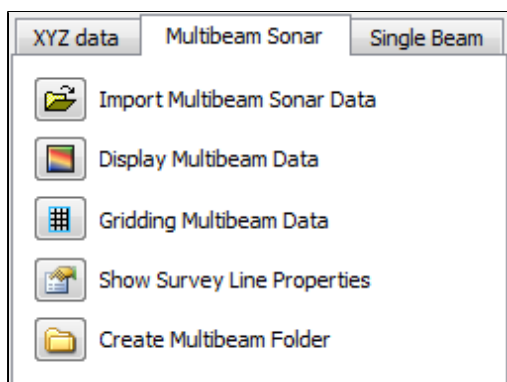 XYZ data Multibeam Sonar Single Beam
Import Multibeam Sonar Data
Display Multibeam Data
Gridding Multibeam Data
Show Survey Line Properties
Create Multibeam Folder